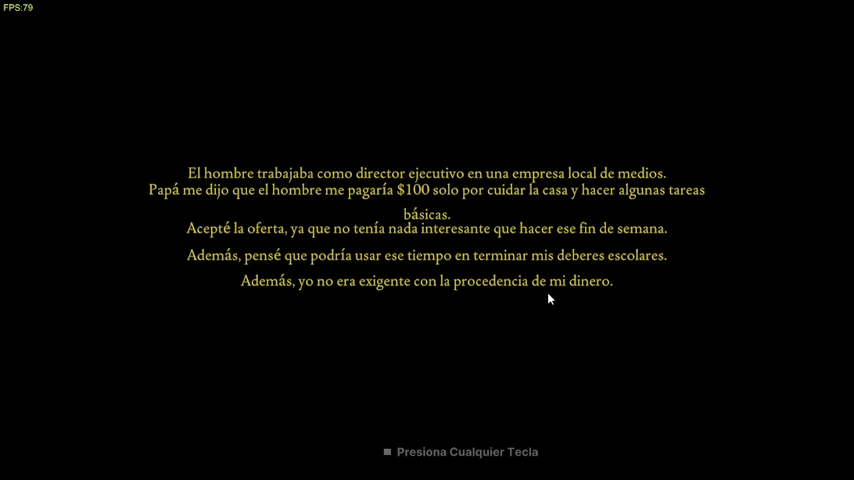 FPS:79
El hombre trabajaba como director ejecutivo en una empresa local de medios.
Papá me dijo que el hombre me pagaría $100 solo por cuidar la casa y hacer algunas tareas
básicas.
Acepté la oferta, ya que no tenía nada interesante que hacer ese fin de semana.
Además, pensé que podría usar ese tiempo en terminar mis deberes escolares.
Además, yo no era exigente con la procedencia de mi dinero.
Presiona Cualquier Tecla